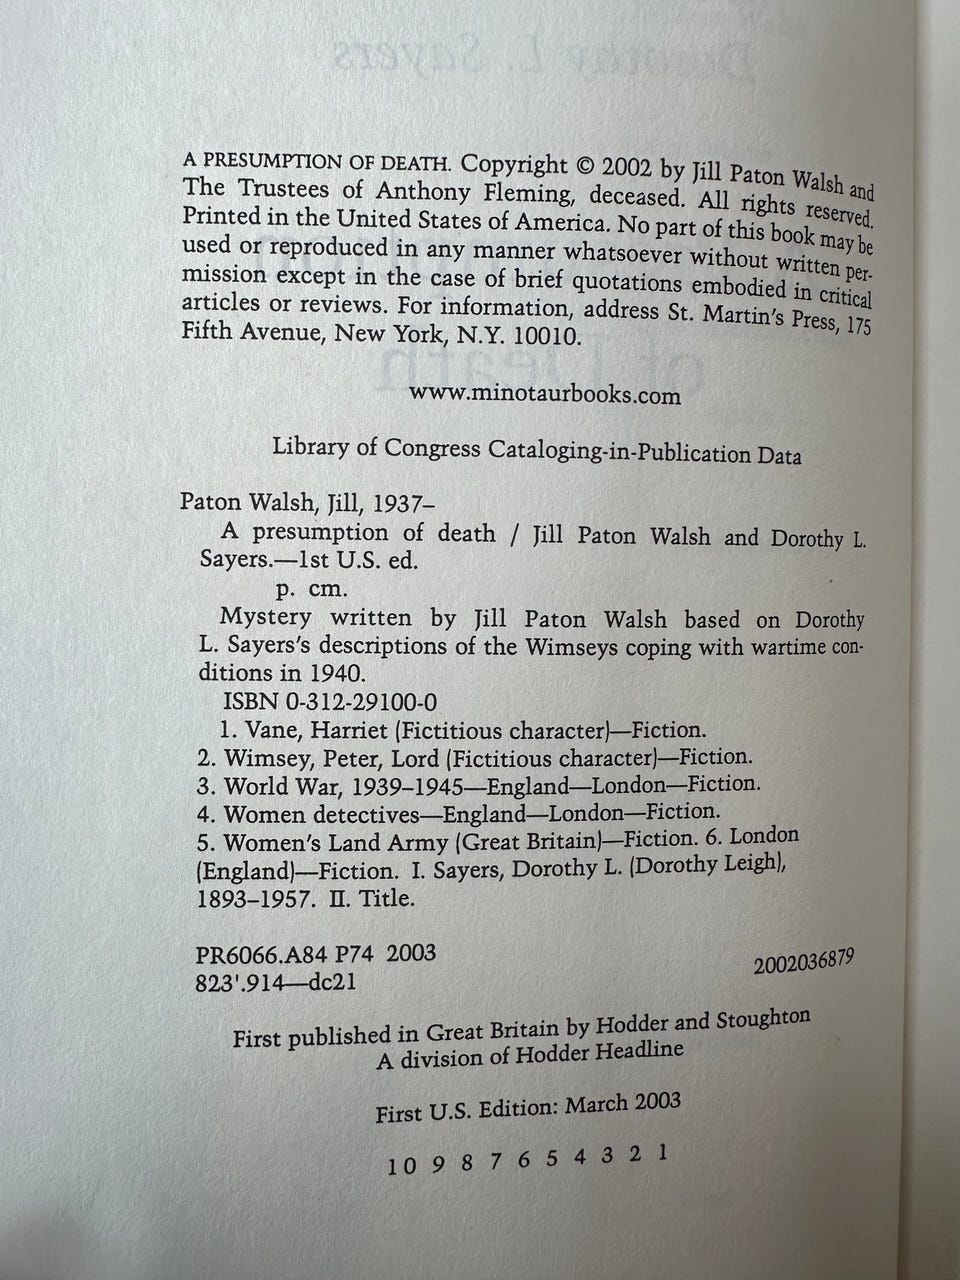 Dorothy L. Sayers
A PRESUMPTION OF DEATH. Copyright © 2002 by Jill Paton Walsh and
The Trustees of Anthony Fleming, deceased. All rights reserved.
Printed in the United States of America. No part of this book may be
used or reproduced in any manner whatsoever without written per-
mission except in the case of brief quotations embodied in critical
articles or reviews. For information, address St. Martin's Press, 175
Fifth Avenue, New York, N.Y. 10010.
of Death
www.minotaurbooks.com
Library of Congress Cataloging-in-Publication Data
Paton Walsh, Jill, 1937–
A presumption of death / Jill Paton Walsh and Dorothy L.
Sayers.—1st U.S. ed.
p. cm.
Mystery written by Jill Paton Walsh based on Dorothy
L. Sayers's descriptions of the Wimseys coping with wartime con-
ditions in 1940.
ISBN 0-312-29100-0
1. Vane, Harriet (Fictitious character)—Fiction.
2. Wimsey, Peter, Lord (Fictitious character)—Fiction.
3. World War, 1939–1945—England—London—Fiction.
4. Women detectives—England—London—Fiction.
5. Women's Land Army (Great Britain)—Fiction. 6. London
(England)—Fiction. I. Sayers, Dorothy L. (Dorothy Leigh),
1893–1957. II. Title.
PR6066.A84 P74 2003
823'.914—dc21 2002036879
First published in Great Britain by Hodder and Stoughton
A division of Hodder Headline
First U.S. Edition: March 2003
10 9 8 7 6 5 4 3 2 1